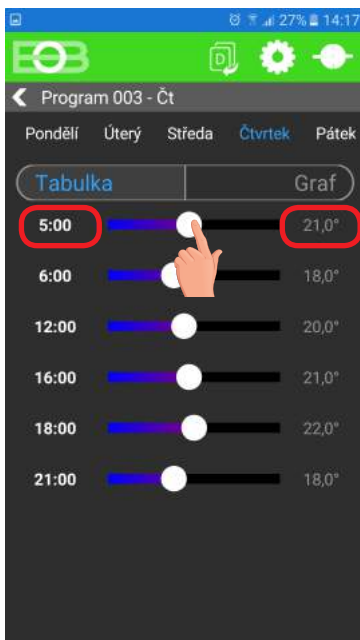 27% 14:17
EOB
D
Program 003 - Čt
Pondělí Úterý Středa Čtvrtek Pátek
Tabulka Graf
5:00 21,0°
6:00 18,0°
12:00 20,0°
16:00 21,0°
18:00 22,0°
21:00 18,0°